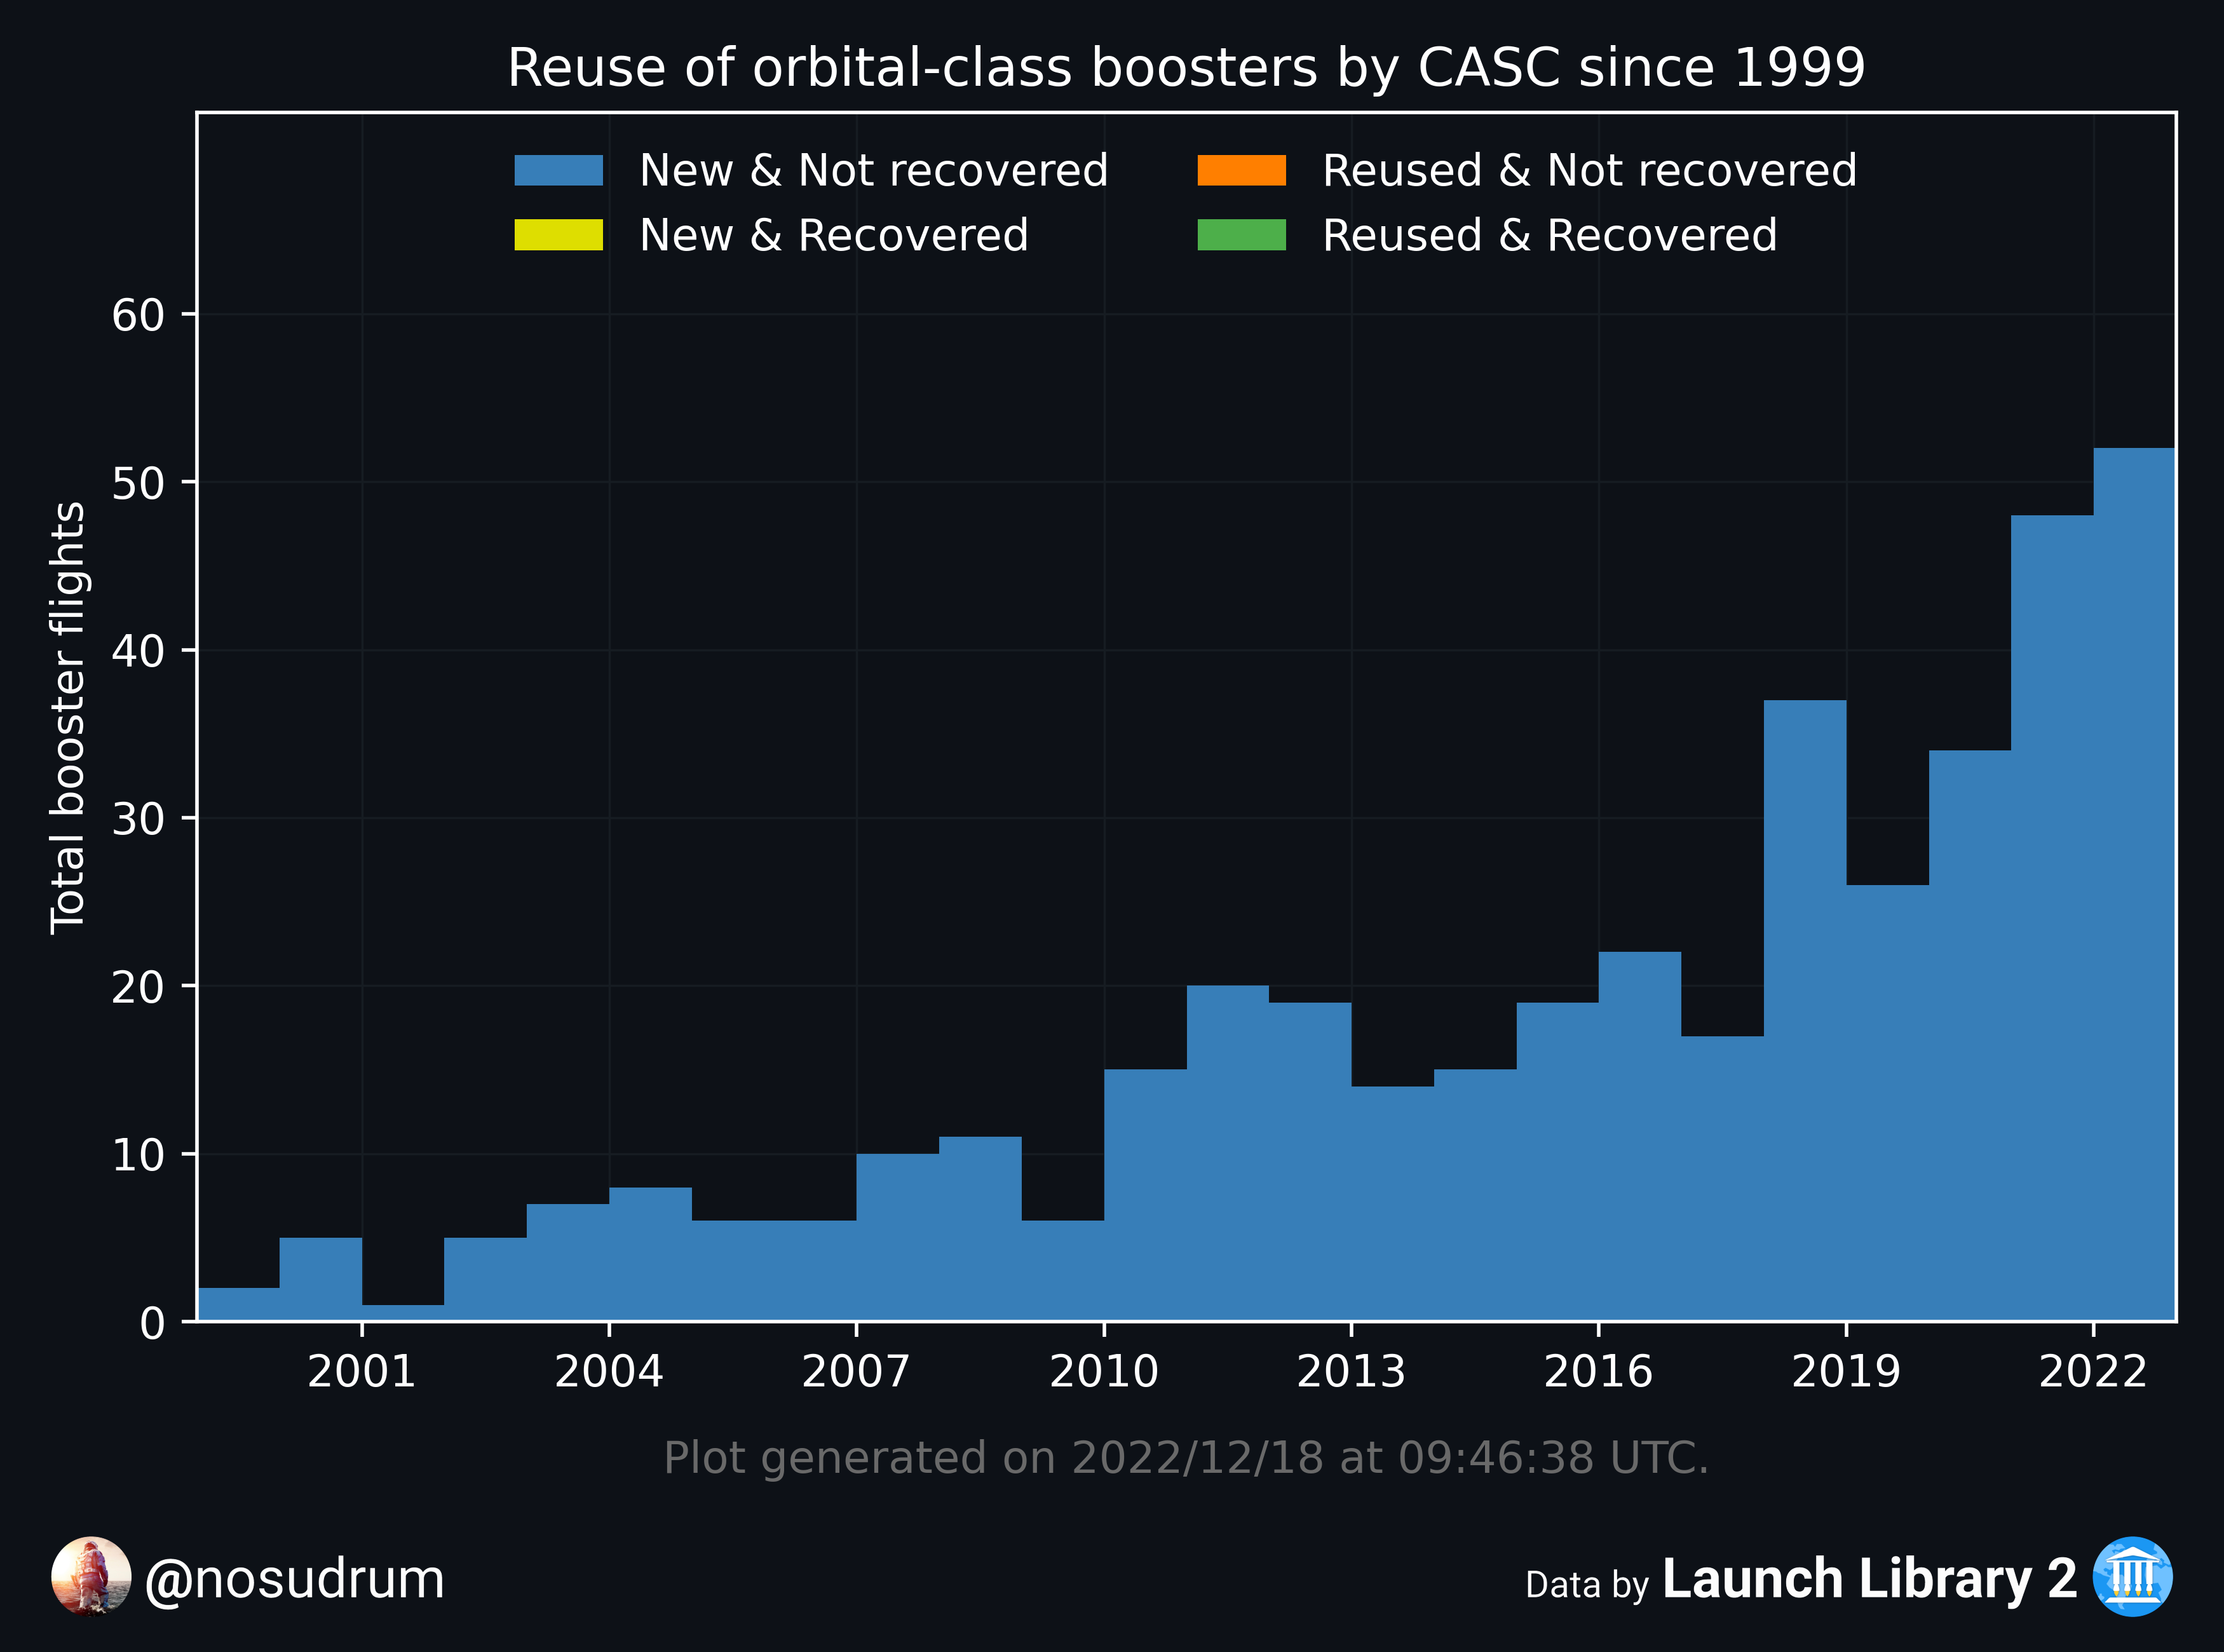 Reuse of orbital-class boosters by CASC since 1999
New & Not recovered
Reused & Not recovered
New & Recovered
Reused & Recovered
Total booster flights
60
50
40
30
20
10
0
2001 2004 2007 2010 2013 2016 2019 2022
Plot generated on 2022/12/18 at 09:46:38 UTC.
@nosudrum
Data by Launch Library 2